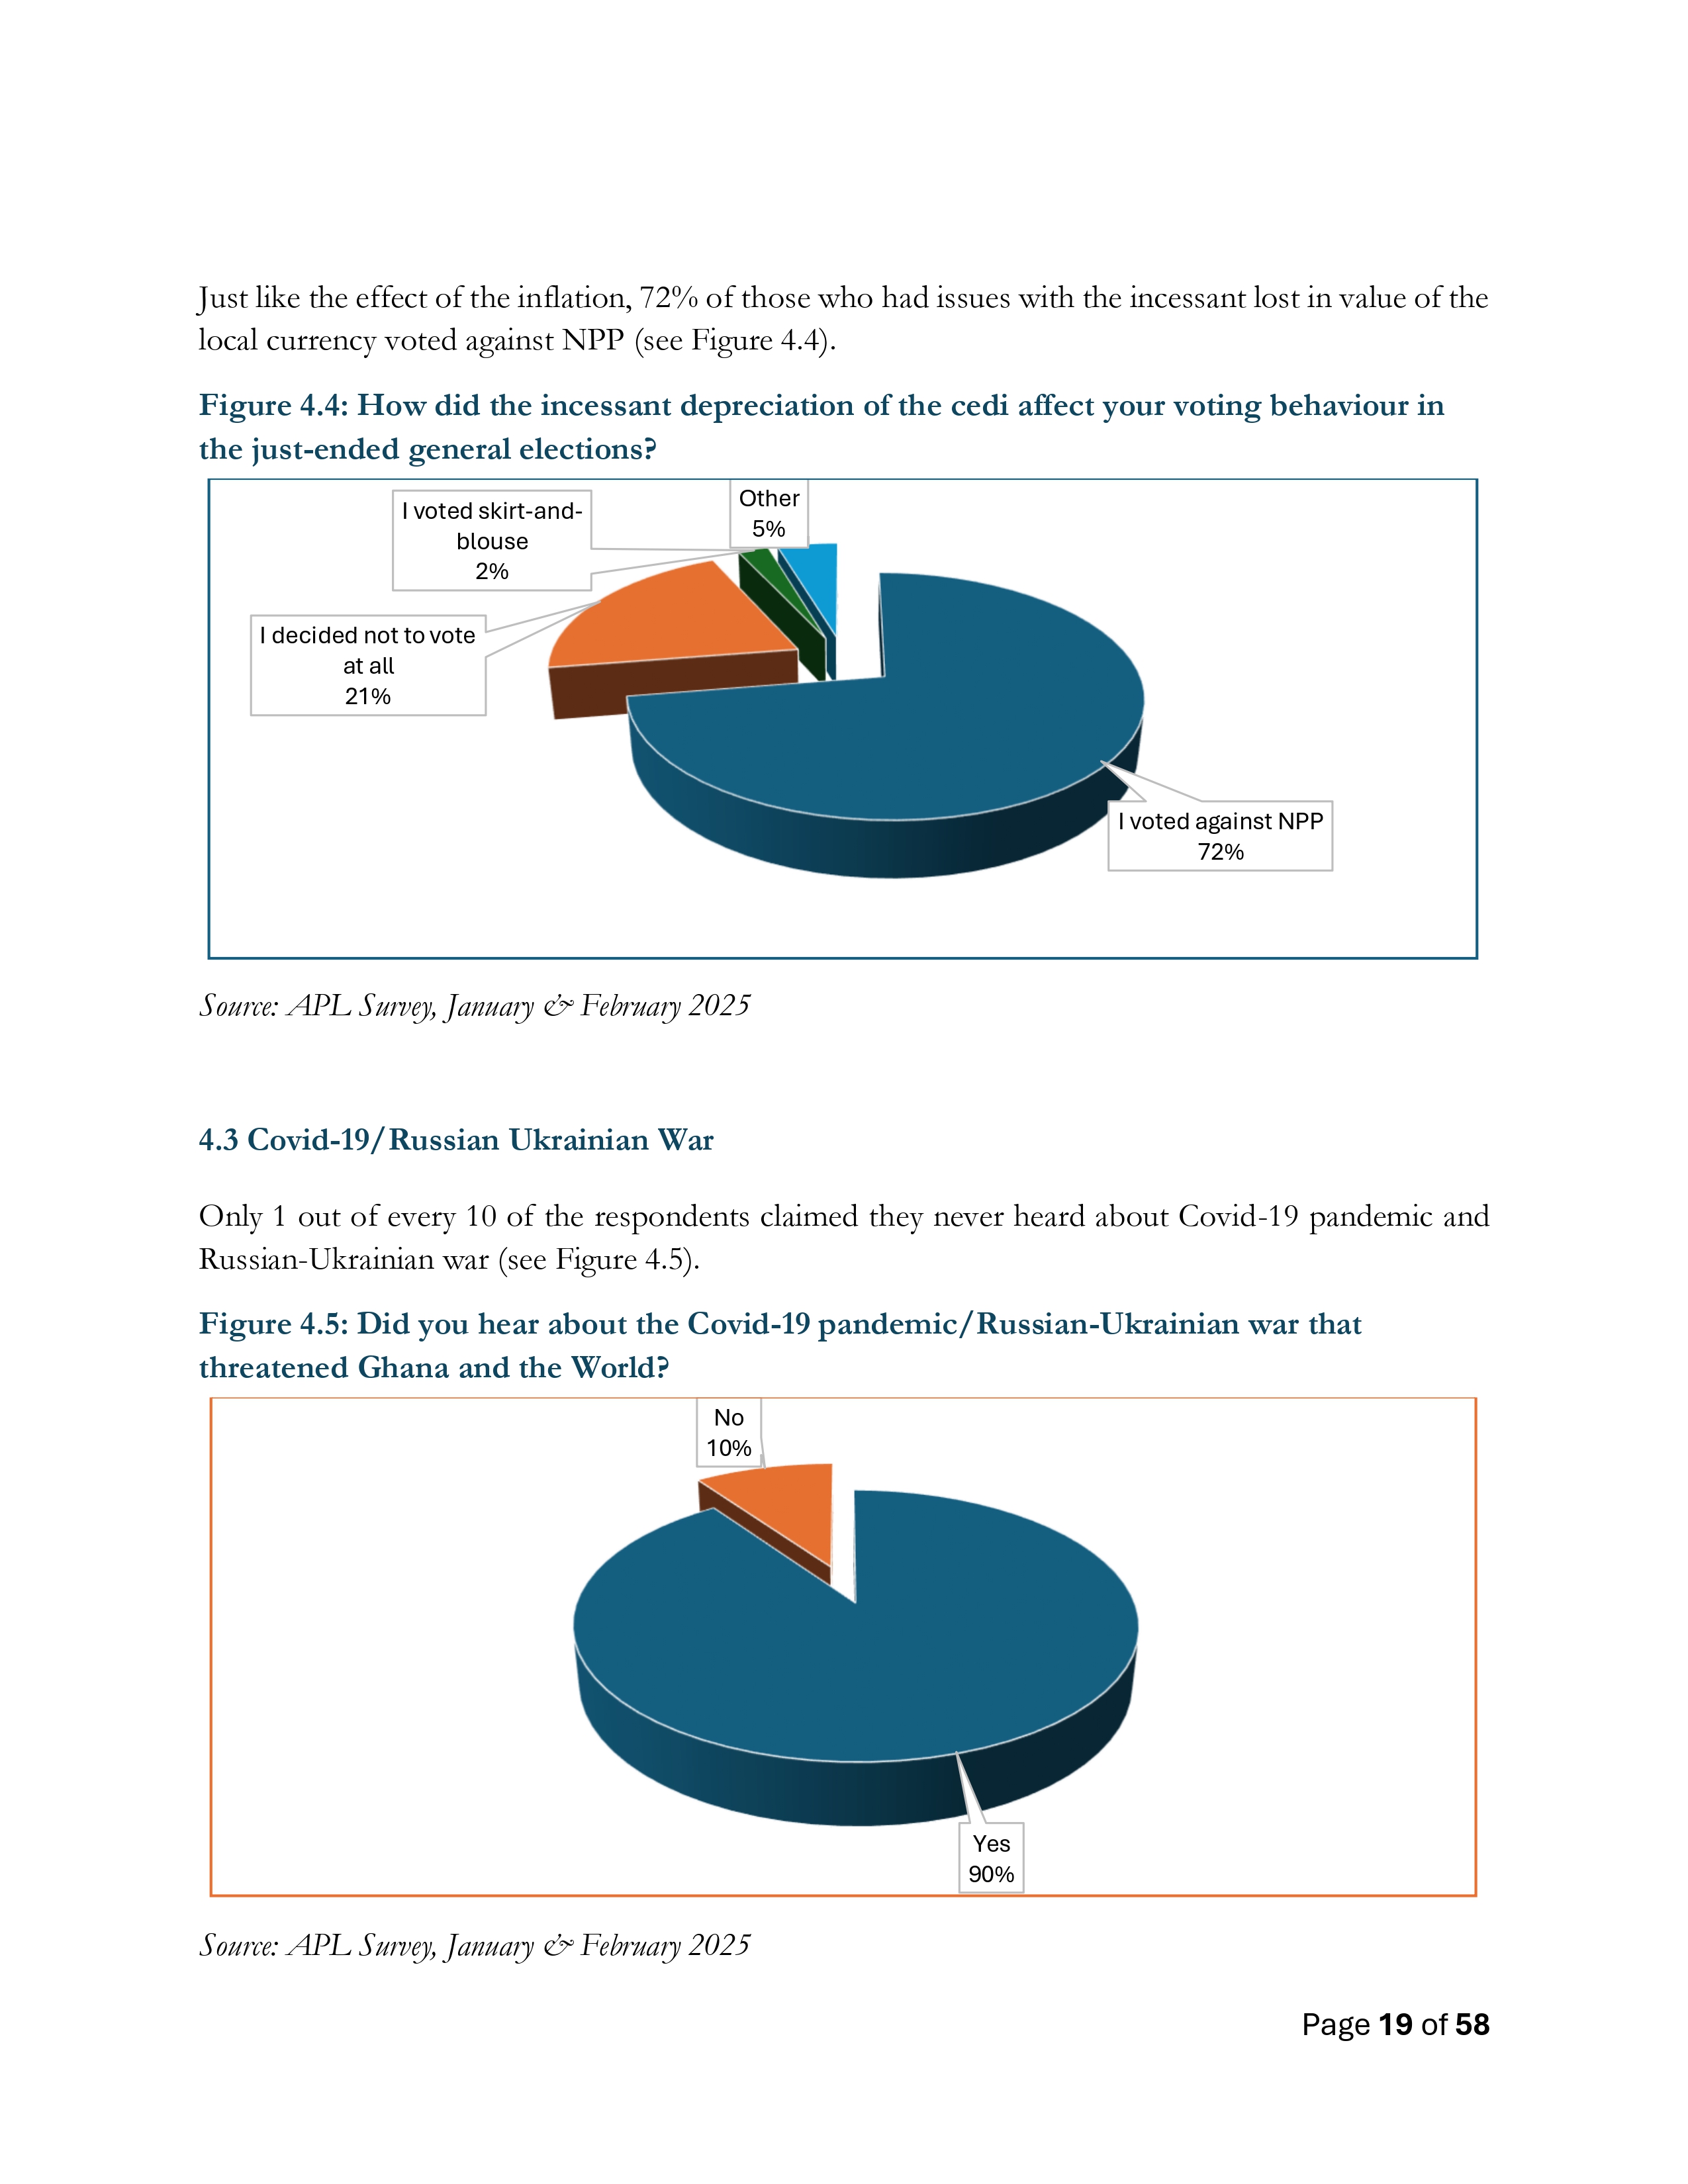 Just like the effect of the inflation, 72% of those who had issues with the incessant lost in value of the
local currency voted against NPP (see Figure 4.4).
Figure 4.4: How did the incessant depreciation of the cedi affect your voting behaviour in
the just-ended general elections?
Other
5%
I voted skirt-and-
blouse
2%
I decided not to vote
at all
21%
I voted against NPP
72%
Source: APL Survey, January & February 2025
4.3 Covid-19/Russian Ukrainian War
Only 1 out of every 10 of the respondents claimed they never heard about Covid-19 pandemic and
Russian-Ukrainian war (see Figure 4.5).
Figure 4.5: Did you hear about the Covid-19 pandemic/Russian-Ukrainian war that
threatened Ghana and the World?
No
10%
Yes
90%
Source: APL Survey, January & February 2025
Page 19 of 58